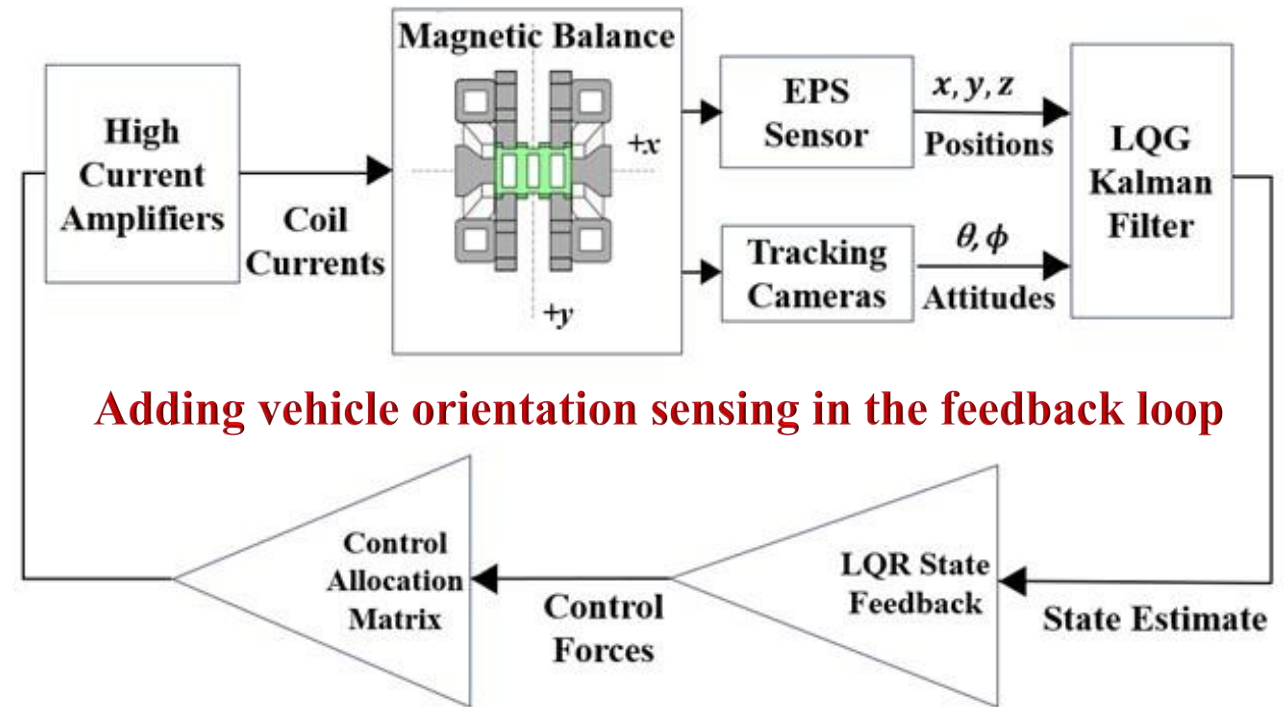 Magnetic Balance
+x
+y
High
Current
Amplifiers
Coil
Currents
EPS
Sensor
x, y, z
Positions
Tracking
Cameras
θ, ϕ
Attitudes
LQG
Kalman
Filter
Adding vehicle orientation sensing in the feedback loop
Control
Allocation
Matrix
Control
Forces
LQR State
Feedback
State Estimate